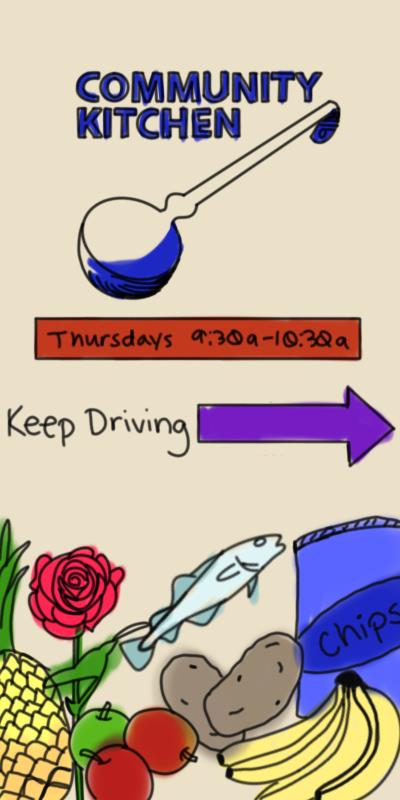 COMMUNITY
KITCHEN
Thursdays 9:30a-10:30a
Keep Driving
chips